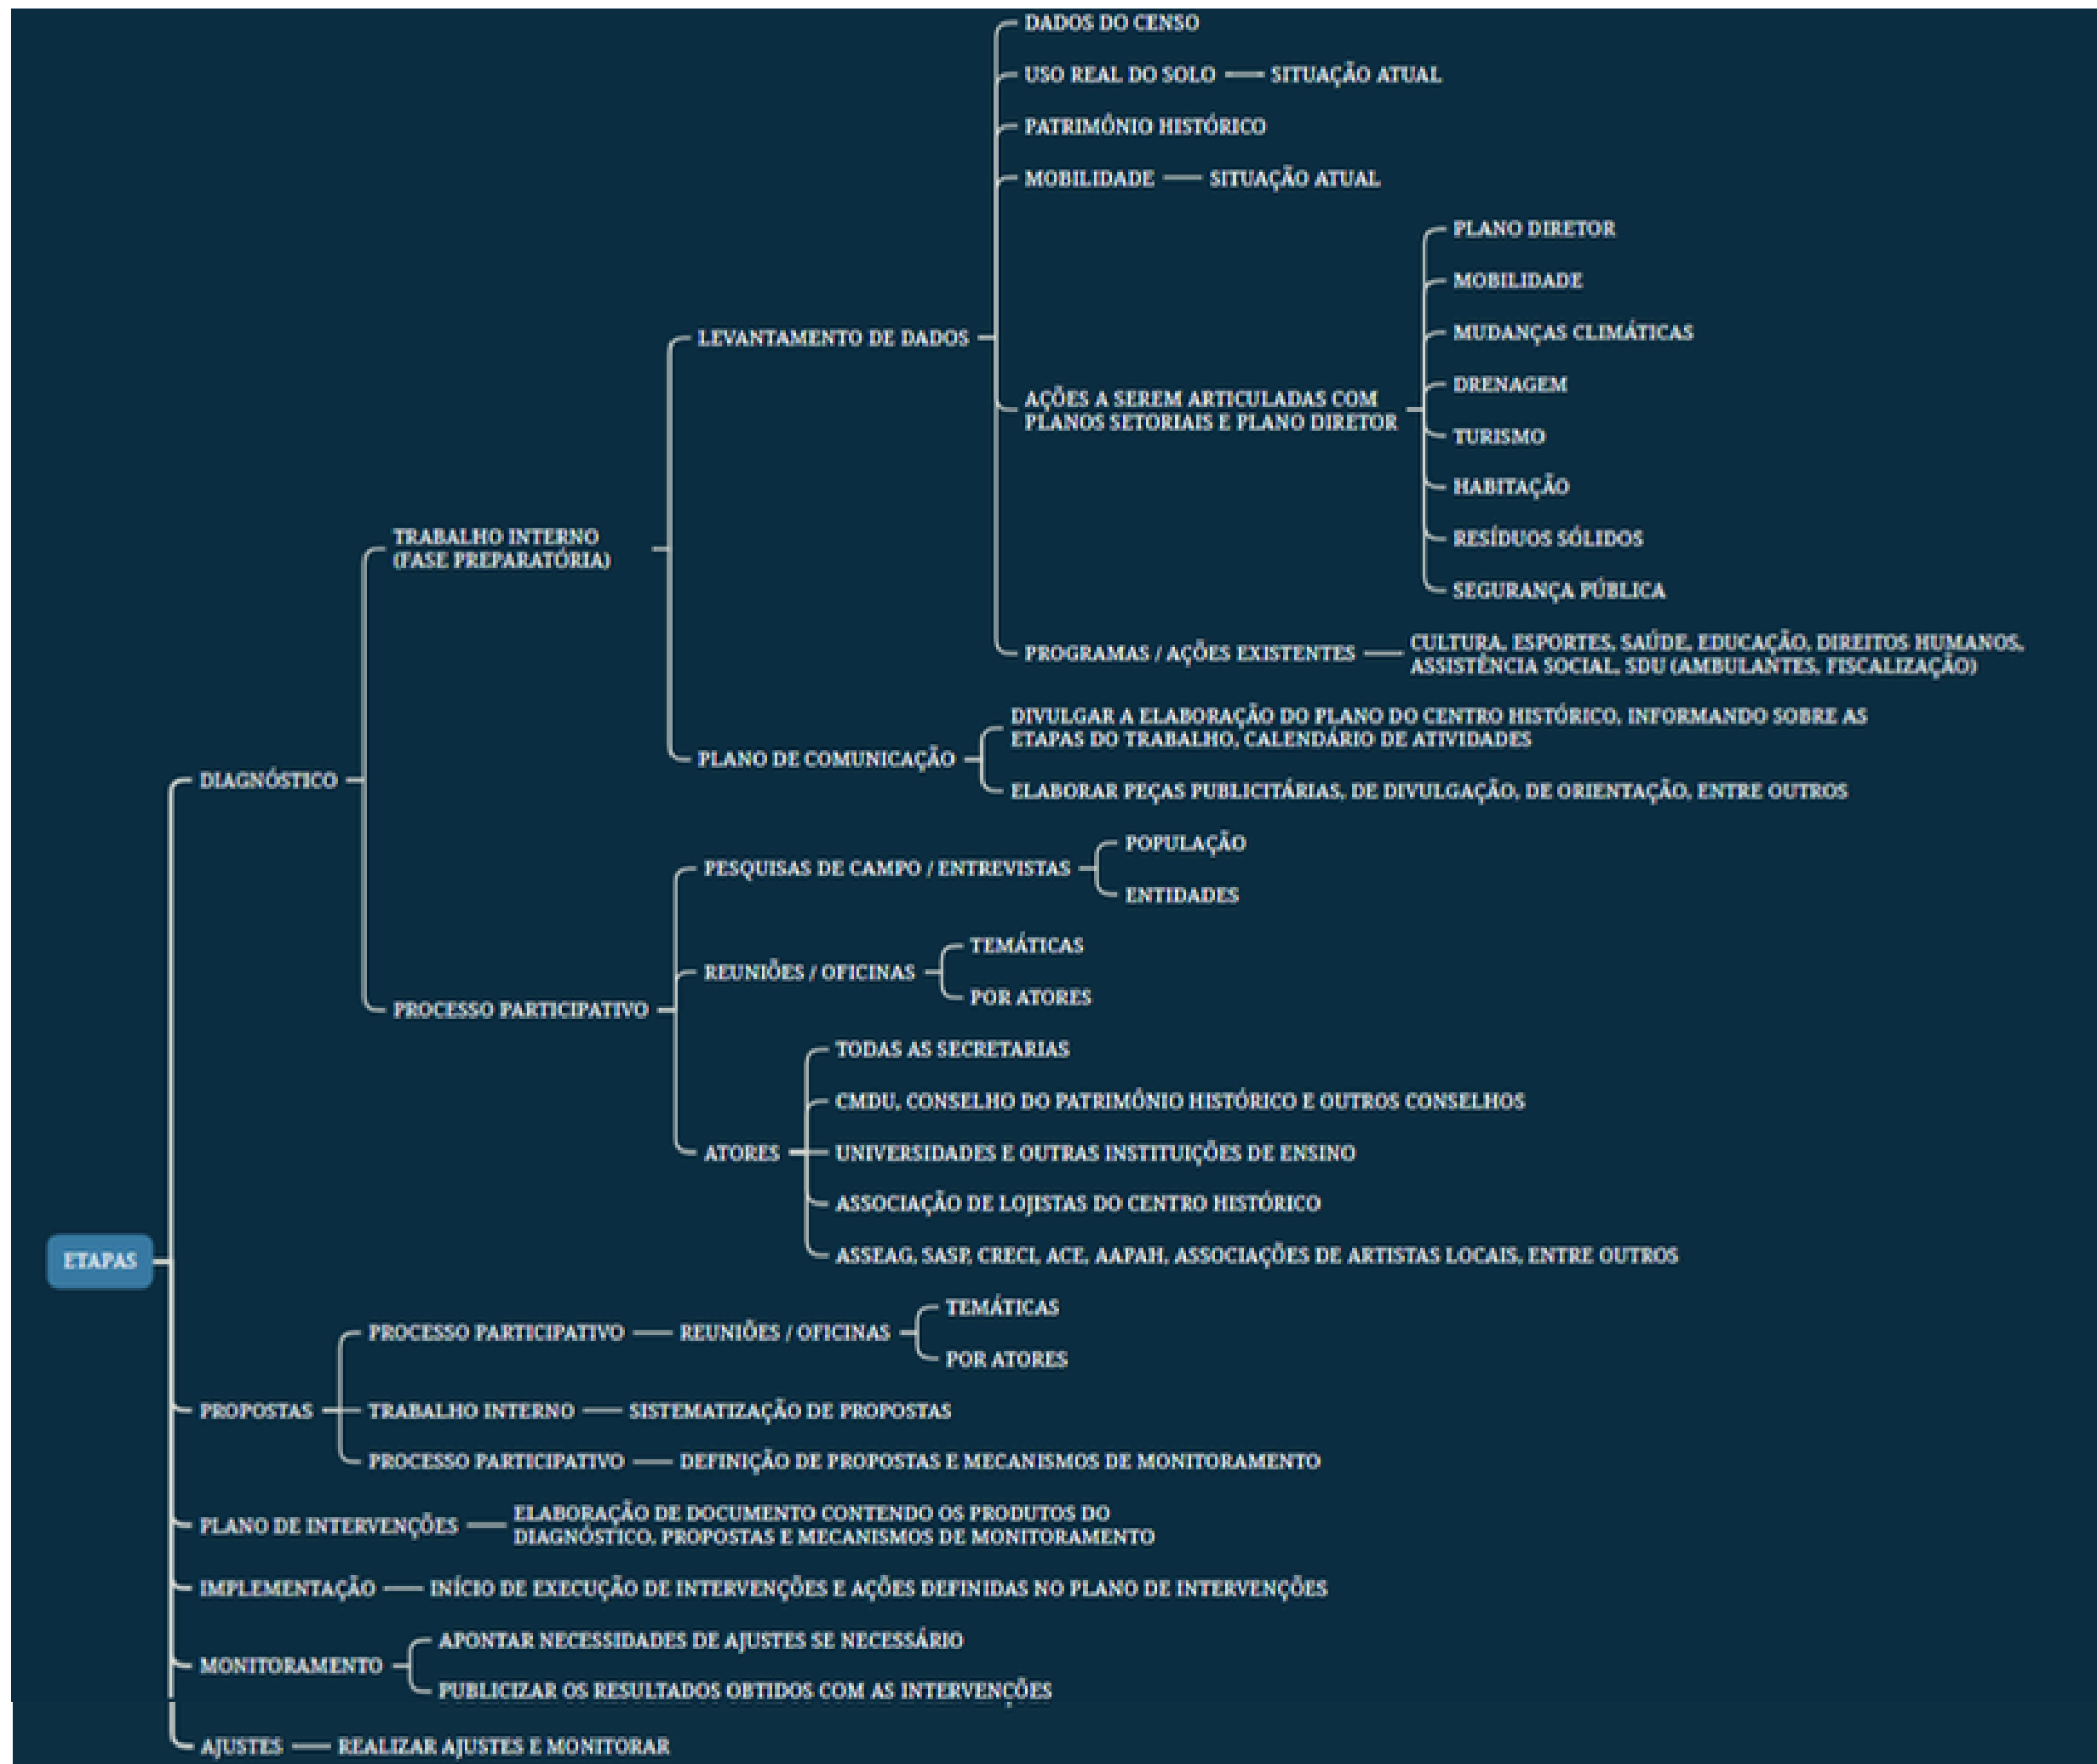 DADOS DO CENSO
USO REAL DO SOLO
SITUAÇÃO ATUAL
PATRIMÔNIO HISTÓRICO
MOBILIDADE
SITUAÇÃO ATUAL
PLANO DIRETOR
MOBILIDADE
MUDANÇAS CLIMÁTICAS
LEVANTAMENTO DE DADOS
DRENAGEM
AÇÕES A SEREM ARTICULADAS COM
PLANOS SETORIAIS E PLANO DIRETOR
TURISMO
HABITAÇÃO
TRABALHO INTERNO
(FASE PREPARATÓRIA)
RESÍDUOS SÓLIDOS
SEGURANÇA PÚBLICA
PROGRAMAS / AÇÕES EXISTENTES
CULTURA, ESPORTES, SAÚDE, EDUCAÇÃO, DIREITOS HUMANOS,
ASSISTÊNCIA SOCIAL, SDU (AMBULANTES, FISCALIZAÇÃO)
DIVULGAR A ELABORAÇÃO DO PLANO DO CENTRO HISTÓRICO, INFORMANDO SOBRE AS
ETAPAS DO TRABALHO, CALENDÁRIO DE ATIVIDADES
PLANO DE COMUNICAÇÃO
DIAGNÓSTICO
ELABORAR PEÇAS PUBLICITÁRIAS, DE DIVULGAÇÃO, DE ORIENTAÇÃO, ENTRE OUTROS
POPULAÇÃO
PESQUISAS DE CAMPO / ENTREVISTAS
ENTIDADES
TEMÁTICAS
REUNIÕES / OFICINAS
POR ATORES
PROCESSO PARTICIPATIVO
TODAS AS SECRETARIAS
CMDU, CONSELHO DO PATRIMÔNIO HISTÓRICO E OUTROS CONSELHOS
ATORES
UNIVERSIDADES E OUTRAS INSTITUIÇÕES DE ENSINO
ASSOCIAÇÃO DE LOJISTAS DO CENTRO HISTÓRICO
ASSEAG, SASP, CRECI, ACE, AAPAH, ASSOCIAÇÕES DE ARTISTAS LOCAIS, ENTRE OUTROS
ETAPAS
TEMÁTICAS
PROCESSO PARTICIPATIVO
REUNIÕES / OFICINAS
POR ATORES
PROPOSTAS
TRABALHO INTERNO
SISTEMATIZAÇÃO DE PROPOSTAS
PROCESSO PARTICIPATIVO
DEFINIÇÃO DE PROPOSTAS E MECANISMOS DE MONITORAMENTO
PLANO DE INTERVENÇÕES
ELABORAÇÃO DE DOCUMENTO CONTENDO OS PRODUTOS DO
DIAGNÓSTICO, PROPOSTAS E MECANISMOS DE MONITORAMENTO
IMPLEMENTAÇÃO
INÍCIO DE EXECUÇÃO DE INTERVENÇÕES E AÇÕES DEFINIDAS NO PLANO DE INTERVENÇÕES
APONTAR NECESSIDADES DE AJUSTES SE NECESSÁRIO
MONITORAMENTO
PUBLICIZAR OS RESULTADOS OBTIDOS COM AS INTERVENÇÕES
AJUSTES
REALIZAR AJUSTES E MONITORAR